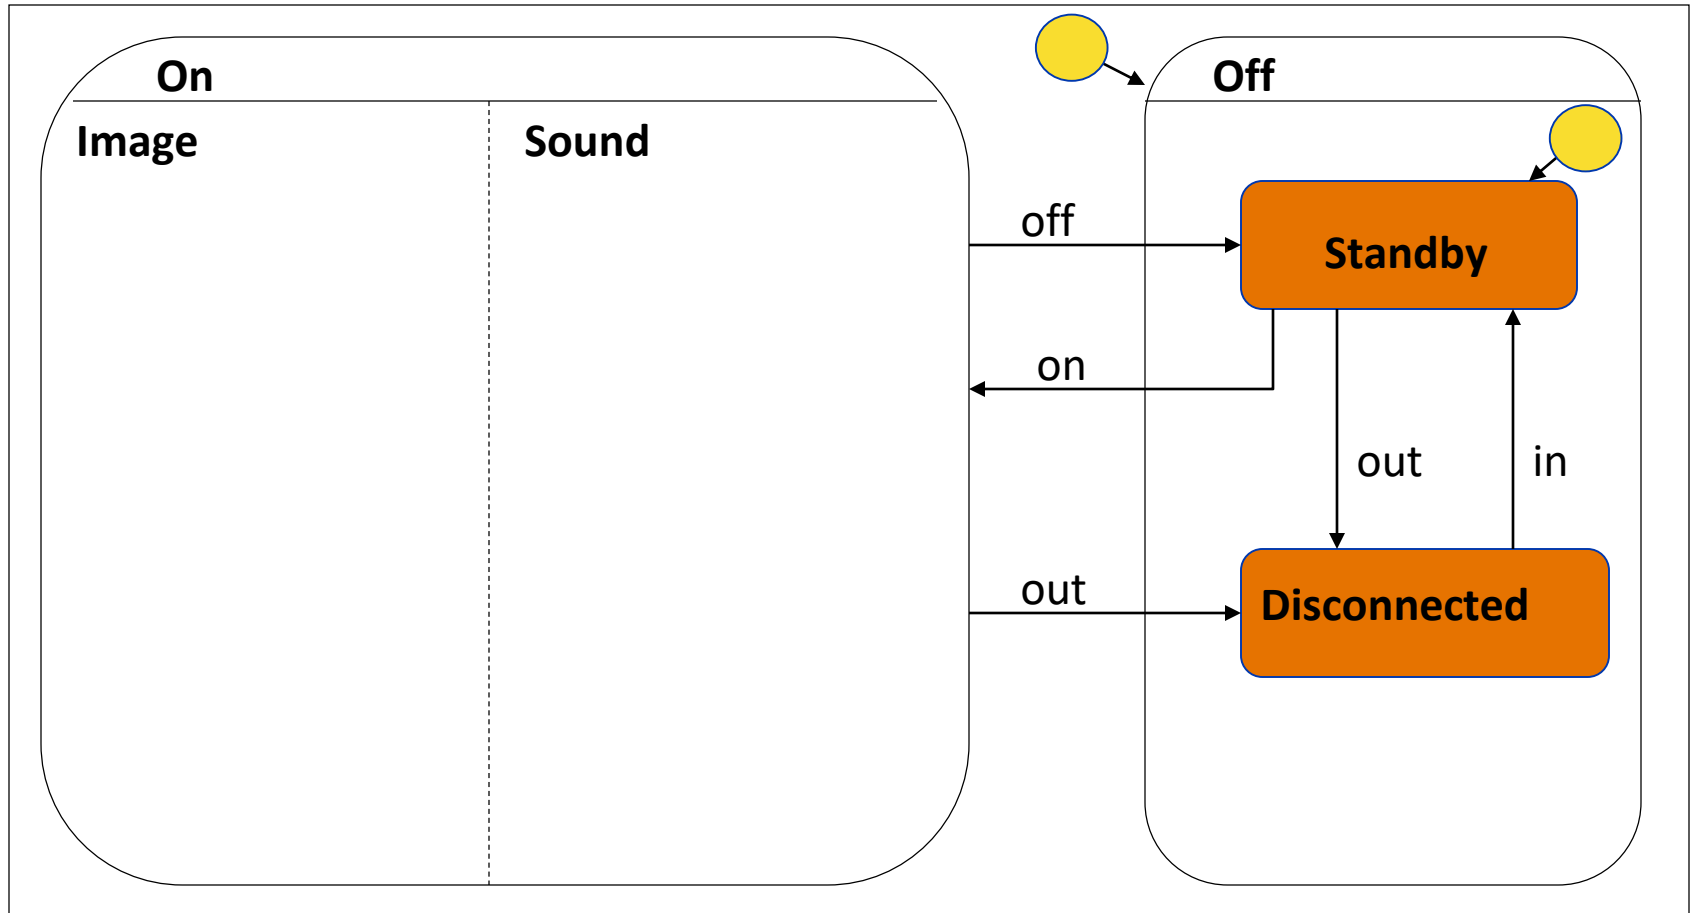 On
Off
Image
Sound
off
Standby
on
out
in
out
Disconnected